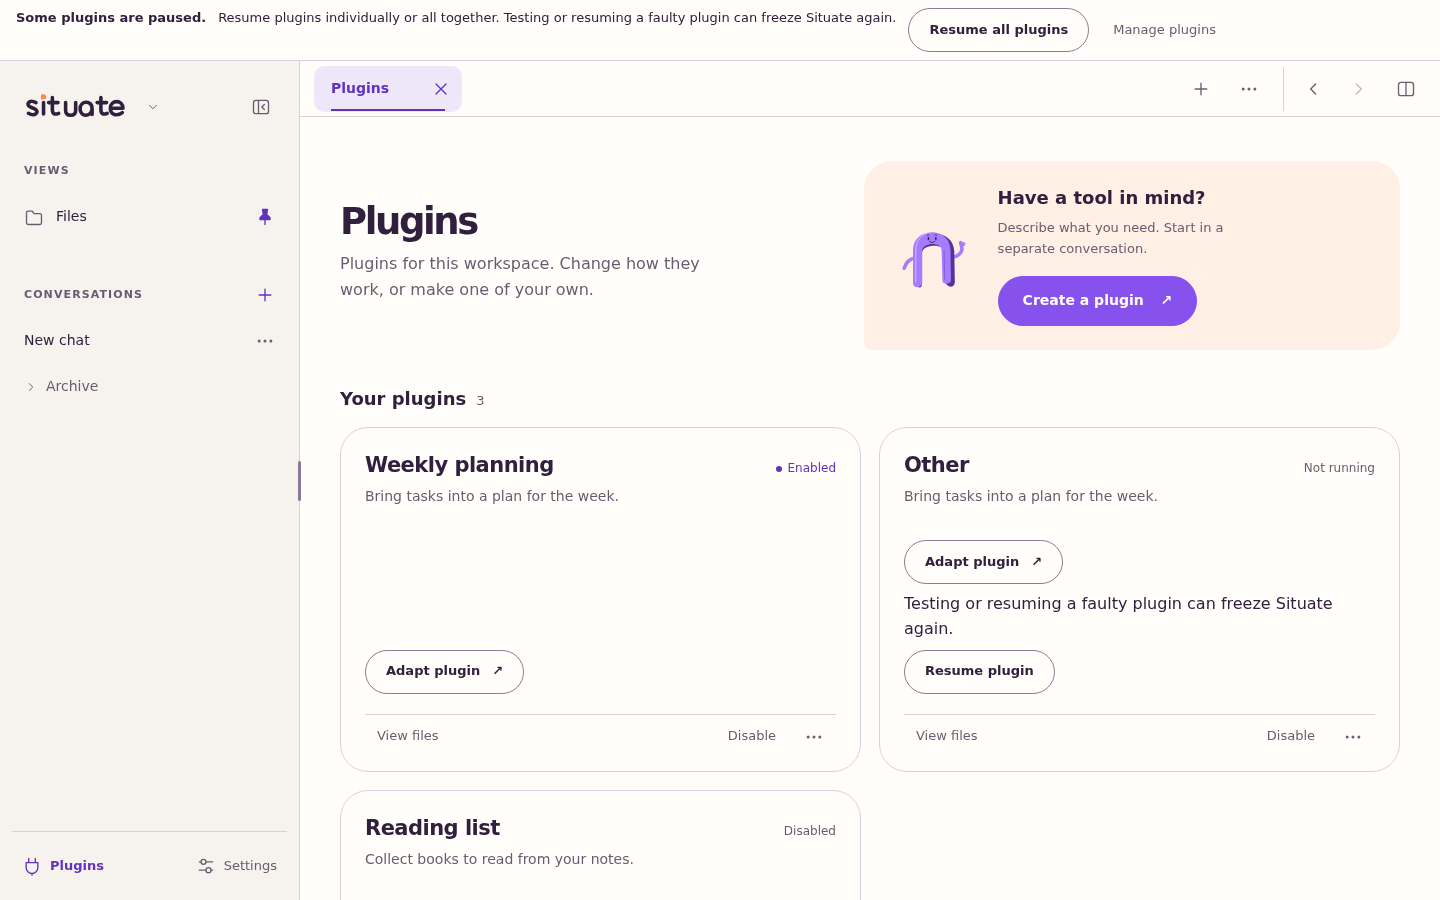 Some plugins are paused. Resume plugins individually or all together. Testing or resuming a faulty plugin can freeze Situate again. Resume all plugins Manage plugins
situate
VIEWS
Files
CONVERSATIONS
New chat
Archive
Plugins Settings
Plugins
Plugins
Plugins for this workspace. Change how they
work, or make one of your own.
Have a tool in mind?
Describe what you need. Start in a
separate conversation.
Create a plugin ↗
Your plugins 3
Weekly planning Enabled
Bring tasks into a plan for the week.
Adapt plugin ↗
View files Disable
Other Not running
Bring tasks into a plan for the week.
Adapt plugin ↗
Testing or resuming a faulty plugin can freeze Situate
again.
Resume plugin
View files Disable
Reading list Disabled
Collect books to read from your notes.